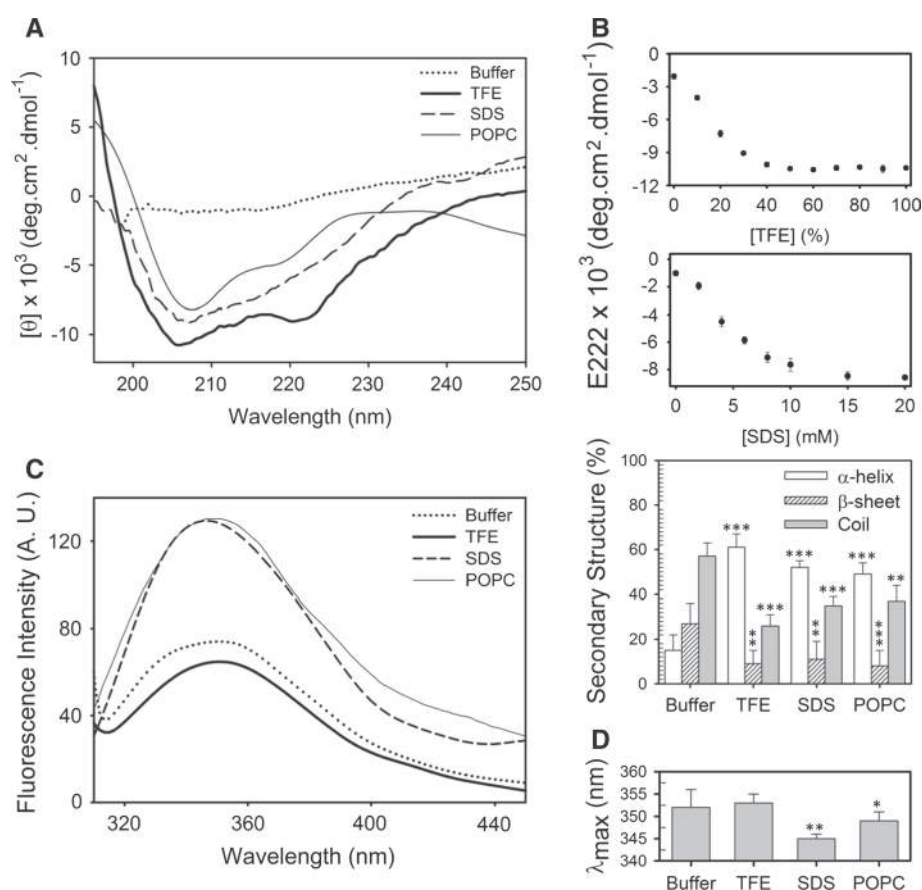 A
[θ] x 10³ (deg.cm².dmol⁻¹)
10
5
0
-5
-10
Buffer
TFE
SDS
POPC
200 210 220 230 240 250
Wavelength (nm)
B
E222 x 10³ (deg.cm².dmol⁻¹)
0
-3
-6
-9
-12
0 20 40 60 80 100
[TFE] (%)
0
-2
-4
-6
-8
0 5 10 15 20
[SDS] (mM)
Secondary Structure (%)
100
80
60
40
20
0
α-helix
β-sheet
Coil
*** ** ***
*** ** ***
*** *** **
Buffer TFE SDS POPC
C
Fluorescence Intensity (A. U.)
120
80
40
0
Buffer
TFE
SDS
POPC
320 360 400 440
Wavelength (nm)
D
λmax (nm)
360
355
350
345
340
** *
Buffer TFE SDS POPC